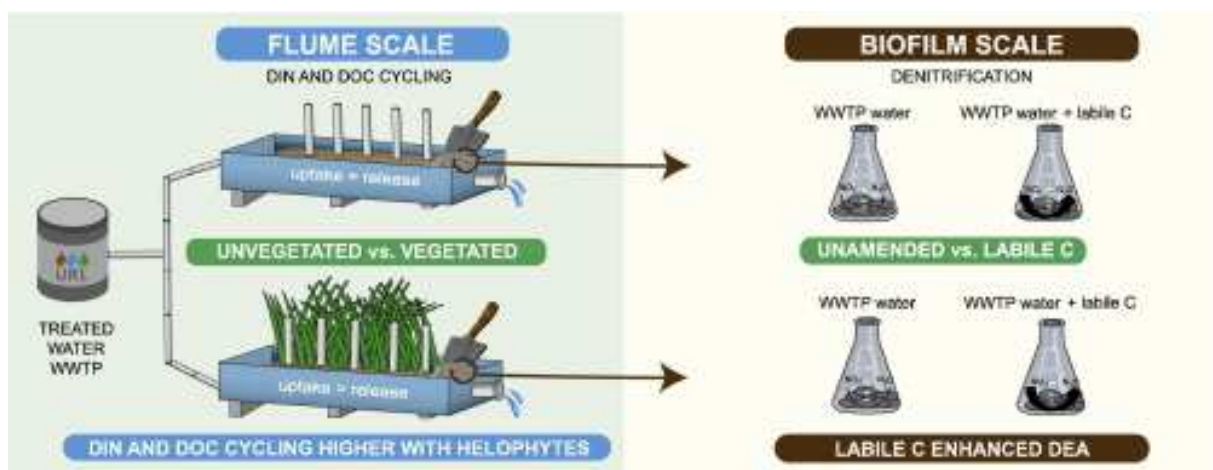 FLUME SCALE
DIN AND DOC CYCLING
uptake = release
UNVEGETATED vs. VEGETATED
URL
TREATED
WATER
WWTP
uptake > release
DIN AND DOC CYCLING HIGHER WITH HELOPHYTES
BIOFILM SCALE
DENITRIFICATION
WWTP water
WWTP water + labile C
UNAMENDED vs. LABILE C
WWTP water
WWTP water + labile C
LABILE C ENHANCED DEA